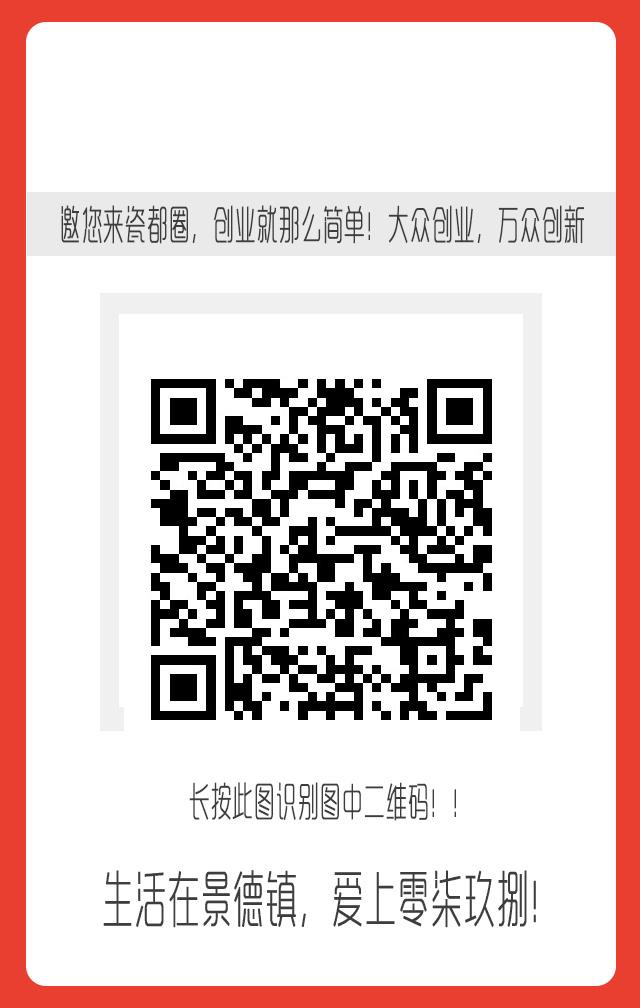 邀您来瓷都圈，创业就那么简单！大众创业，万众创新
长按此图识别图中二维码！！
生活在景德镇，爱上零柒玖捌！